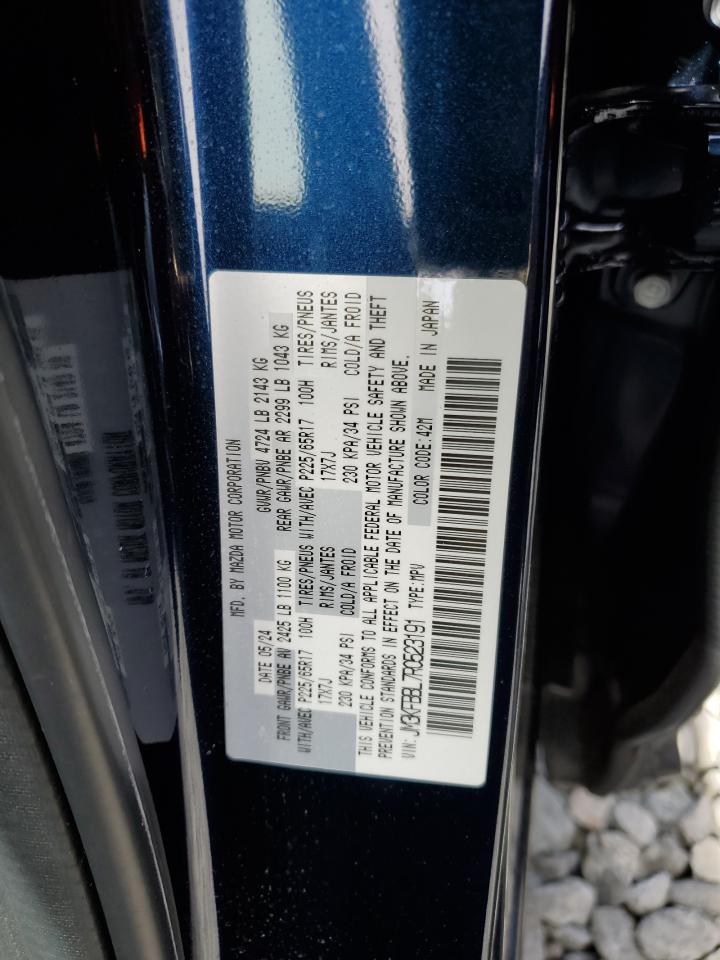 MFD. BY MAZDA MOTOR CORPORATION
DATE 05/24 GVWR/PNBV 4724 LB 2143 KG
FRONT GAWR/PNBE AV 2425 LB 1100 KG REAR GAWR/PNBE AR 2299 LB 1043 KG
WITH/AVEC P225/65R17 100H TIRES/PNEUS WITH/AVEC P225/65R17 100H TIRES/PNEUS
17X7J RIMS/JANTES 17X7J RIMS/JANTES
230 KPA/34 PSI COLD/A FROID 230 KPA/34 PSI COLD/A FROID
THIS VEHICLE CONFORMS TO ALL APPLICABLE FEDERAL MOTOR VEHICLE SAFETY AND THEFT
PREVENTION STANDARDS IN EFFECT ON THE DATE OF MANUFACTURE SHOWN ABOVE.
VIN: JM3KFBBL7R0523191 TYPE:MPV COLOR CODE:42M MADE IN JAPAN